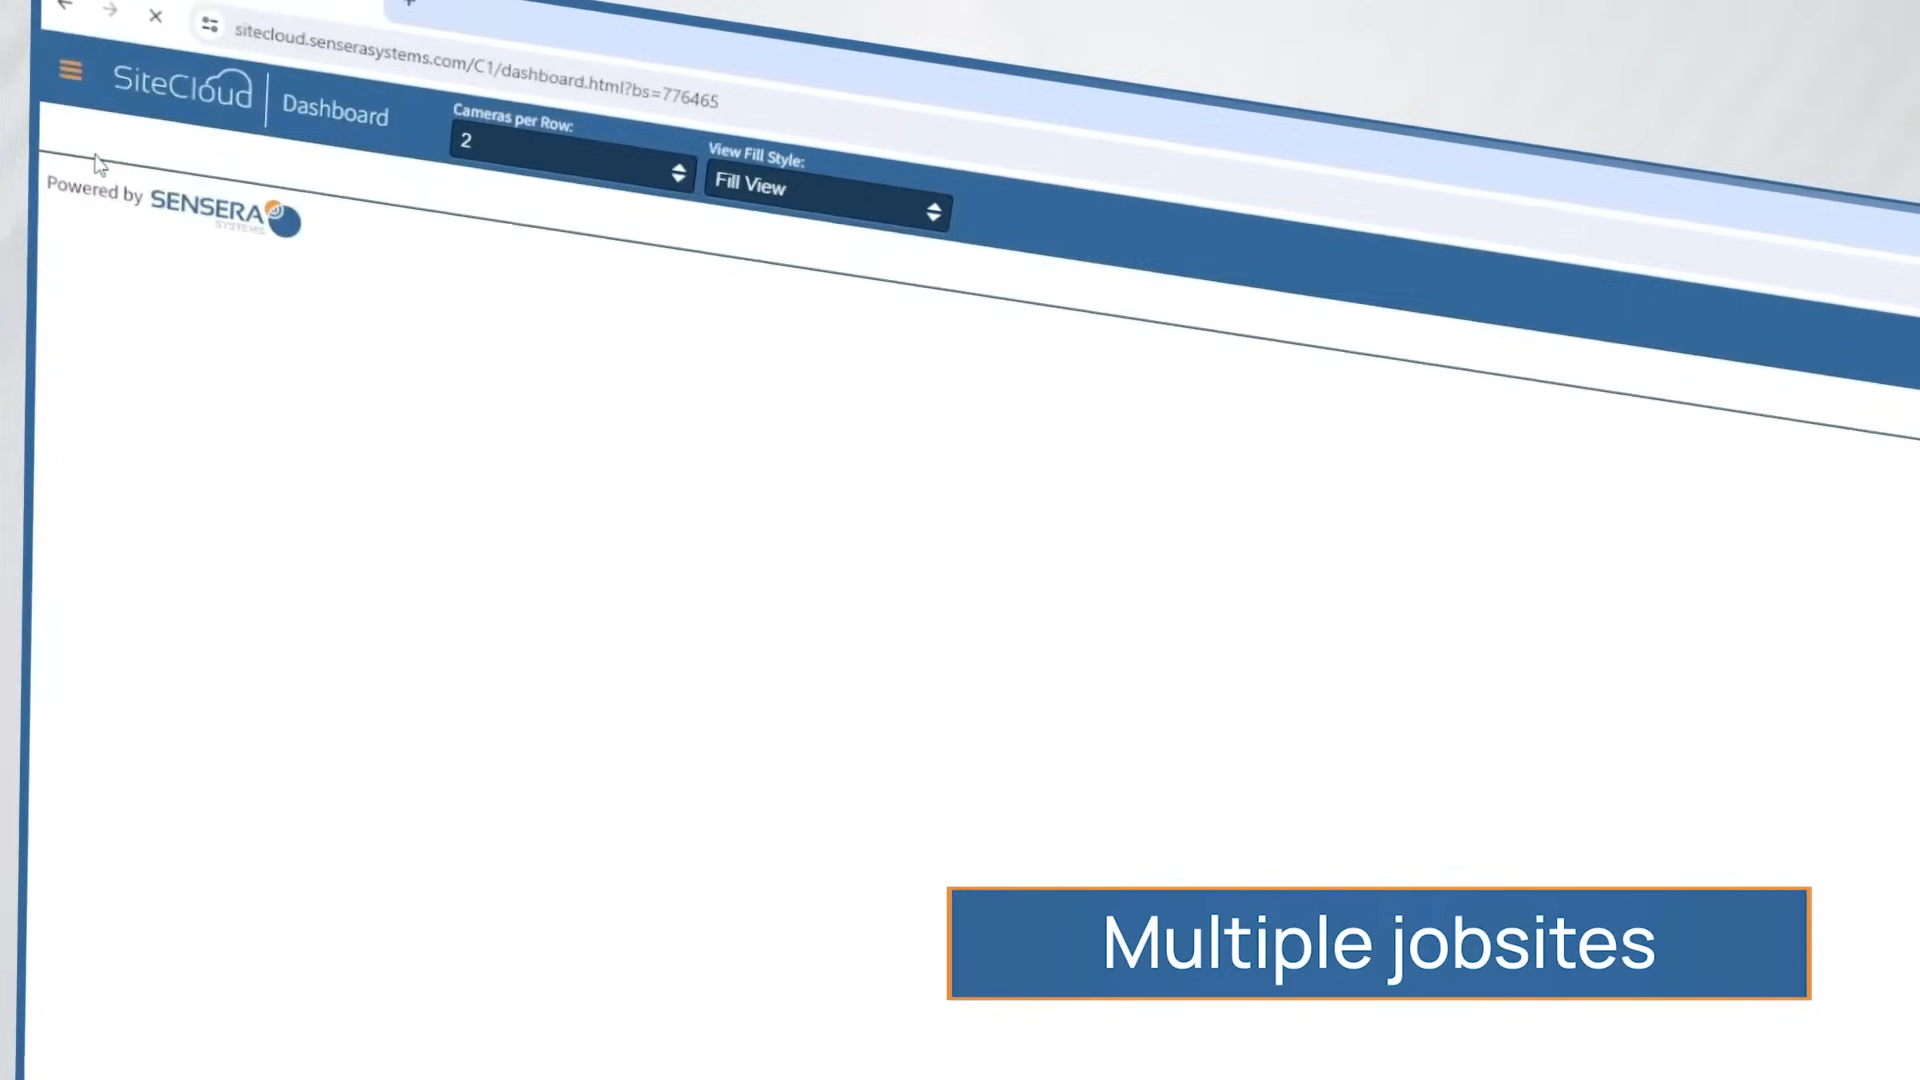 sitecloud.senserasystems.com/C1/dashboard.html?bs=776465
SiteCloud | Dashboard
Cameras per Row:
2
View Fill Style:
Fill View
Powered by SENSERA
SYSTEMS
Multiple jobsites